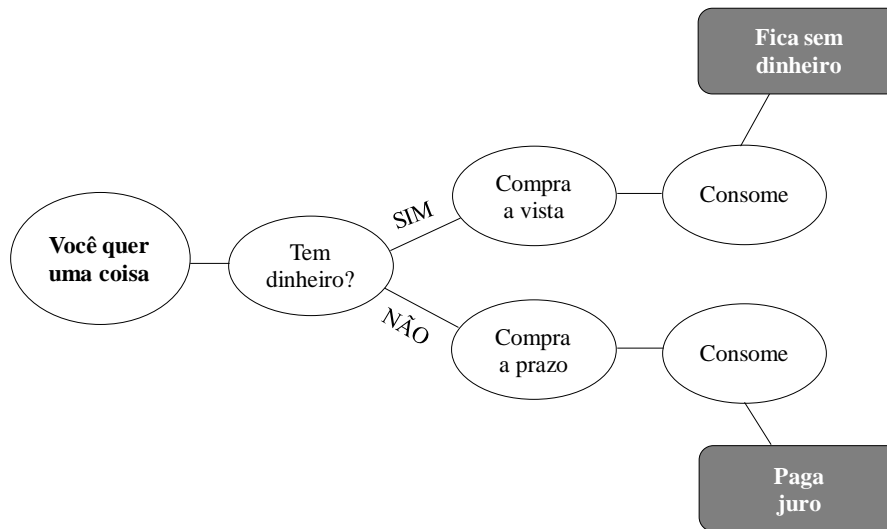 Fica sem
dinheiro
Compra
a vista
Consome
SIM
Você quer
uma coisa
Tem
dinheiro?
NÃO
Compra
a prazo
Consome
Paga
juro